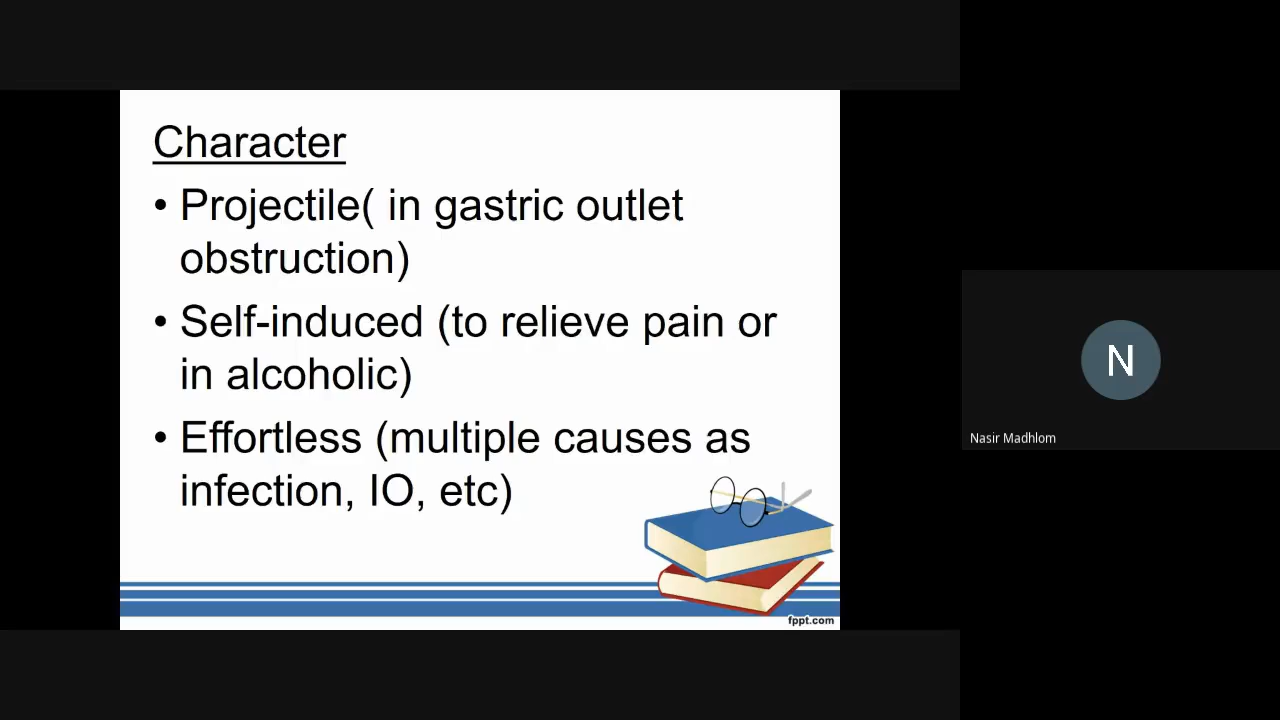 Character
• Projectile( in gastric outlet
obstruction)
• Self-induced (to relieve pain or
in alcoholic)
• Effortless (multiple causes as
infection, IO, etc)
fppt.com
N
Nasir Madhlom